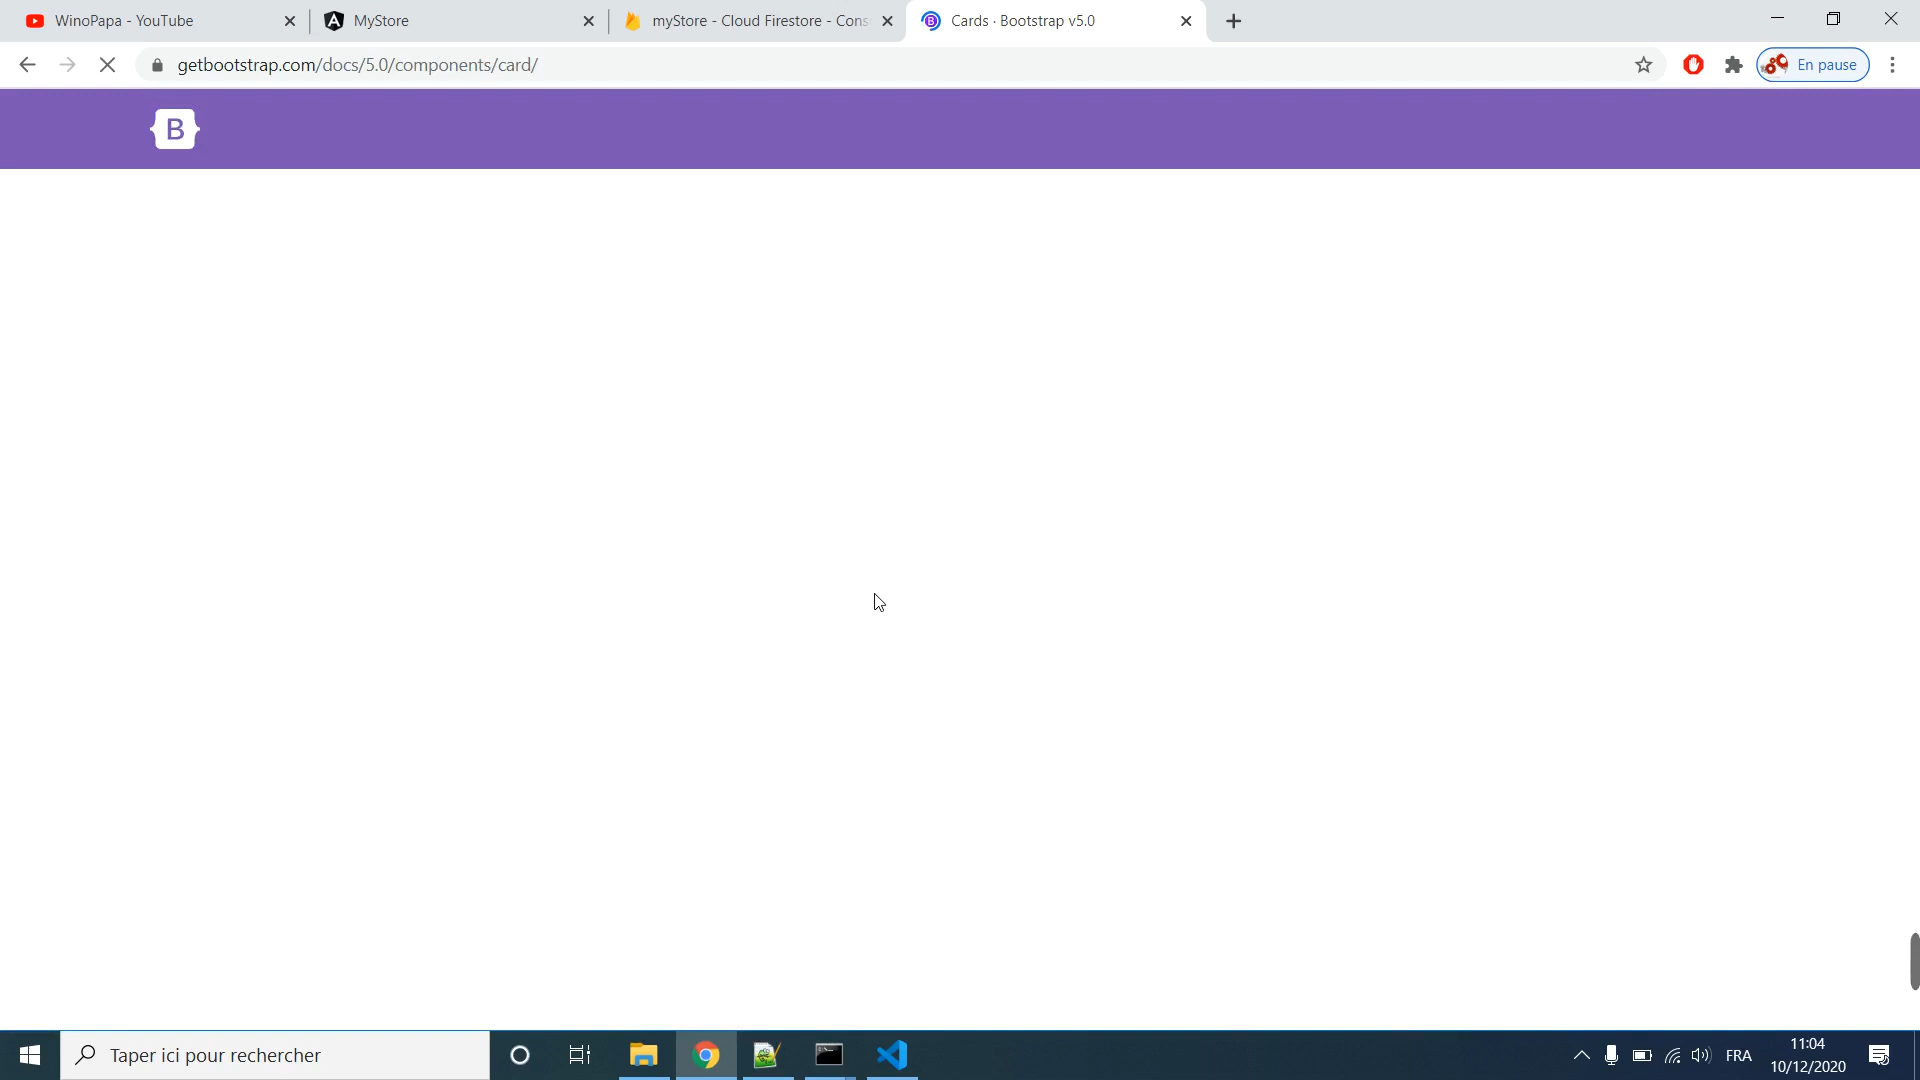 WinoPapa - YouTube
MyStore
myStore - Cloud Firestore - Cons
Cards · Bootstrap v5.0
getbootstrap.com/docs/5.0/components/card/
En pause
B
Taper ici pour rechercher
FRA
11:04
10/12/2020